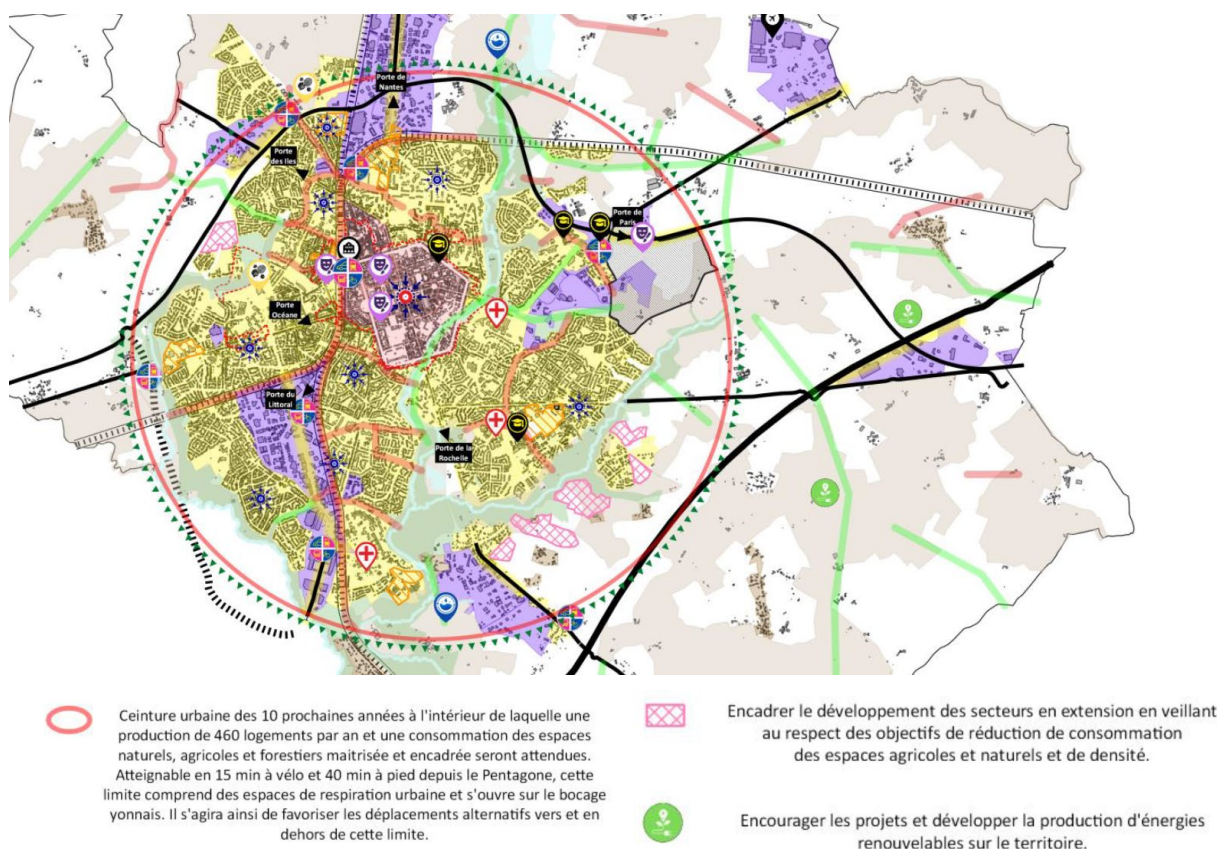 Porte de
Nantes
Porte
des Iles
Porte de
Paris
Porte
Océane
Porte du
Littoral
Porte de la
Rochelle
Ceinture urbaine des 10 prochaines années à l'intérieur de laquelle une
production de 460 logements par an et une consommation des espaces
naturels, agricoles et forestiers maitrisée et encadrée seront attendues.
Atteignable en 15 min à vélo et 40 min à pied depuis le Pentagone, cette
limite comprend des espaces de respiration urbaine et s'ouvre sur le bocage
yonnais. Il s'agira ainsi de favoriser les déplacements alternatifs vers et en
dehors de cette limite.
Encadrer le développement des secteurs en extension en veillant
au respect des objectifs de réduction de consommation
des espaces agricoles et naturels et de densité.
Encourager les projets et développer la production d'énergies
renouvelables sur le territoire.